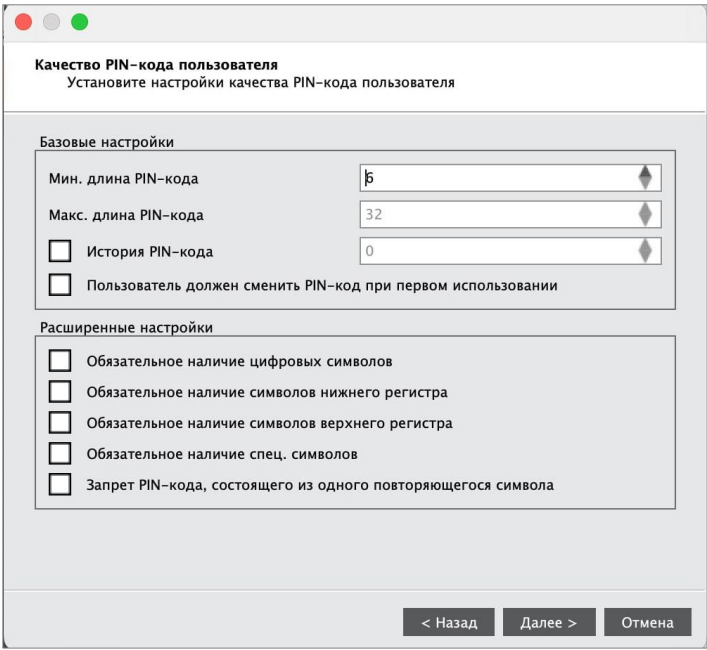 Качество PIN-кода пользователя
Установите настройки качества PIN-кода пользователя
Базовые настройки
Мин. длина PIN-кода
6
Макс. длина PIN-кода
32
История PIN-кода
0
Пользователь должен сменить PIN-код при первом использовании
Расширенные настройки
Обязательное наличие цифровых символов
Обязательное наличие символов нижнего регистра
Обязательное наличие символов верхнего регистра
Обязательное наличие спец. символов
Запрет PIN-кода, состоящего из одного повторяющегося символа
< Назад
Далее >
Отмена